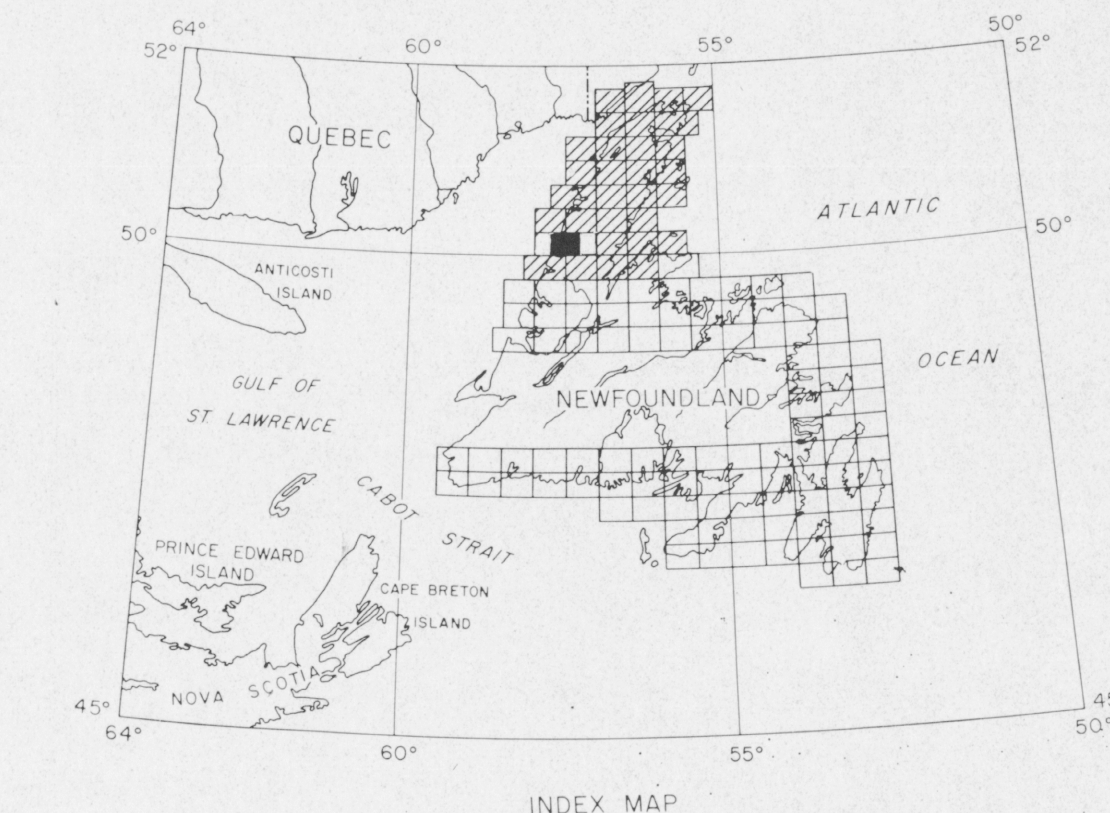 64°
60°
55°
50°
52°
52°
QUEBEC
ATLANTIC
50°
50°
ANTICOSTI
ISLAND
OCEAN
GULF OF
ST. LAWRENCE
NEWFOUNDLAND
CABOT
STRAIT
PRINCE EDWARD
ISLAND
CAPE BRETON
ISLAND
NOVA SCOTIA
45°
64°
60°
55°
50°
INDEX MAP